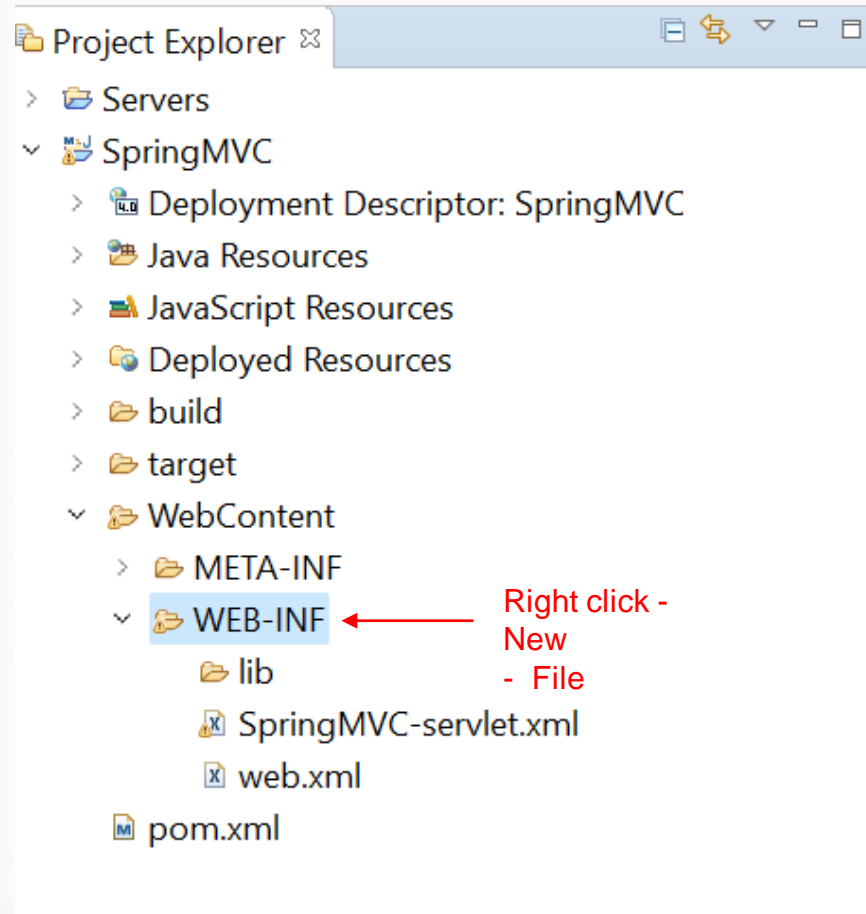 Project Explorer
Servers
SpringMVC
Deployment Descriptor: SpringMVC
Java Resources
JavaScript Resources
Deployed Resources
build
target
WebContent
META-INF
WEB-INF
Right click -
New
- File
lib
SpringMVC-servlet.xml
web.xml
pom.xml